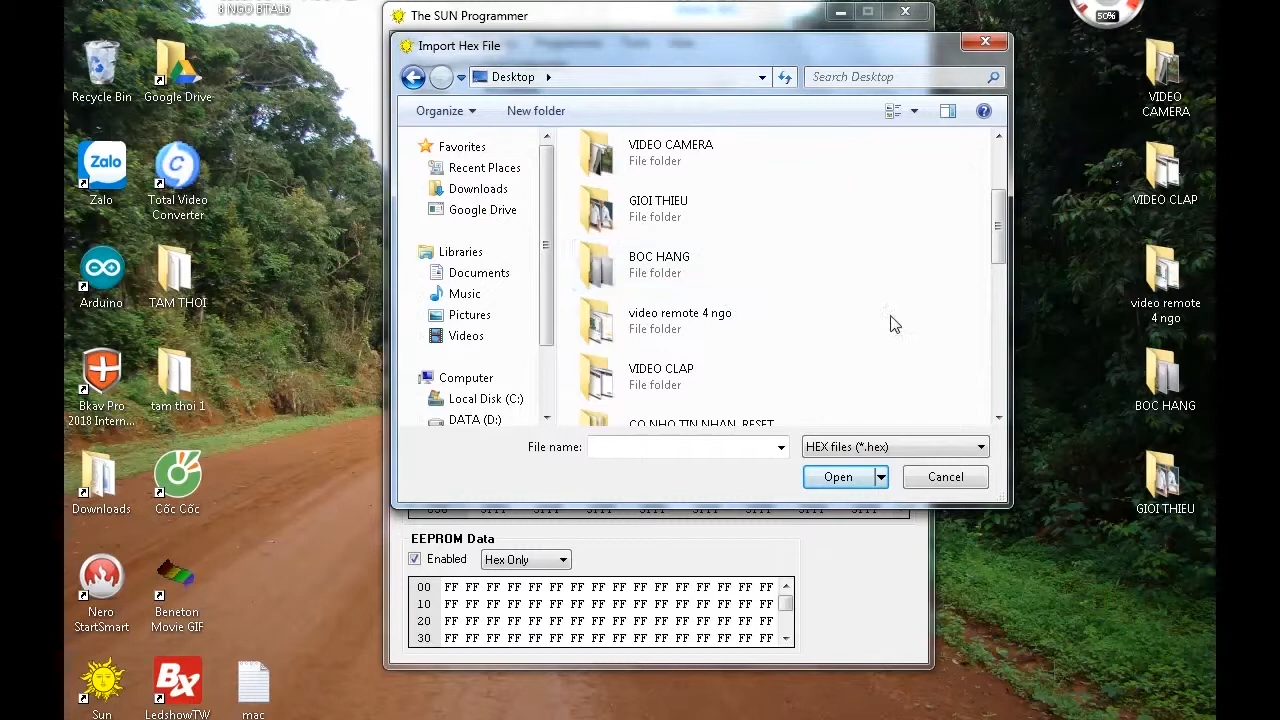 8 NGO BTA16
The SUN Programmer
50%
Import Hex File
Desktop
Search Desktop
Organize
New folder
Favorites
Recent Places
Downloads
Google Drive
Libraries
Documents
Music
Pictures
Videos
Computer
Local Disk (C:)
DATA (D:)
VIDEO CAMERA
File folder
GIOI THIEU
File folder
BOC HANG
File folder
video remote 4 ngo
File folder
VIDEO CLAP
File folder
CO NHO TIN NHAN_RESET
File name:
HEX files (*.hex)
Open
Cancel
EEPROM Data
Enabled
Hex Only
00 FF FF FF FF FF FF FF FF FF FF FF FF FF FF FF FF
10 FF FF FF FF FF FF FF FF FF FF FF FF FF FF FF FF
20 FF FF FF FF FF FF FF FF FF FF FF FF FF FF FF FF
30 FF FF FF FF FF FF FF FF FF FF FF FF FF FF FF FF
Recycle Bin
Google Drive
Zalo
Zalo
Total Video
Converter
Arduino
TAM THOI
Bkav Pro
2018 Intern...
tam thoi 1
Downloads
Cốc Cốc
Nero
StartSmart
Beneton
Movie GIF
Sun
BX
LedshowTW
mac
VIDEO
CAMERA
VIDEO CLAP
video remote
4 ngo
BOC HANG
GIOI THIEU